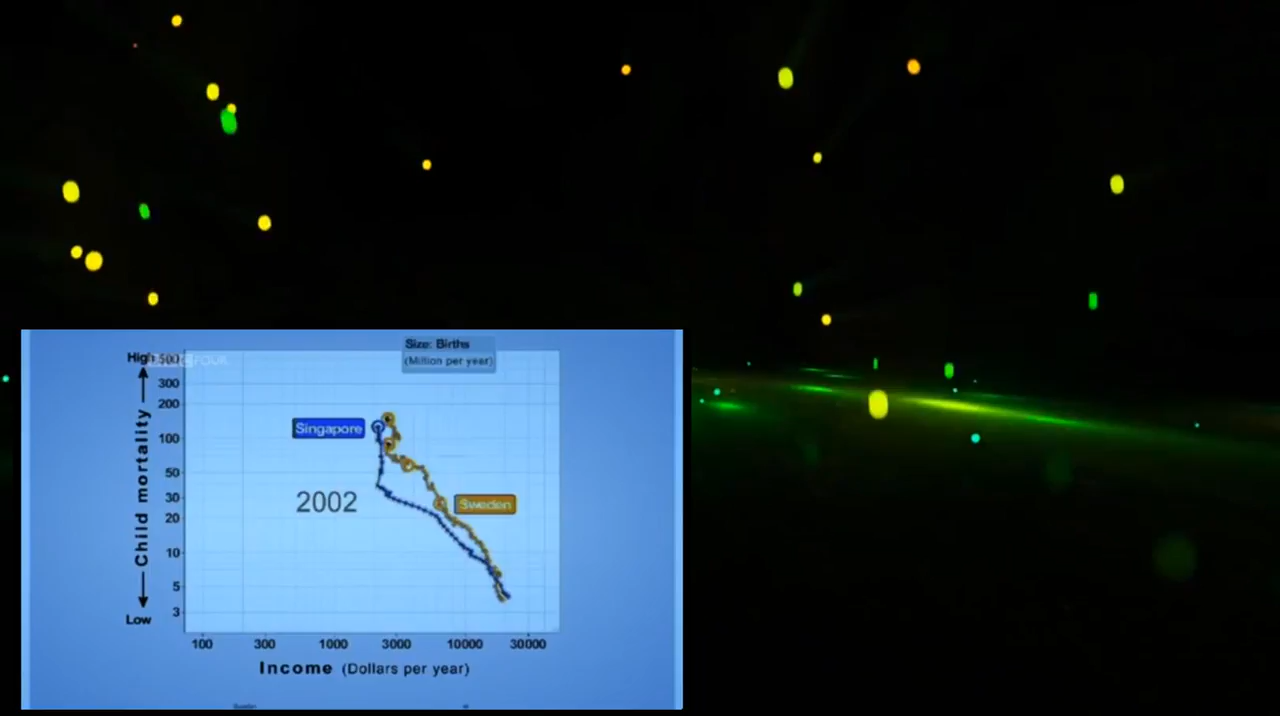 Size: Births
(Million per year)
High 500
300
200
100
50
30
20
10
5
3
Low
Child mortality
Singapore
2002
Sweden
100 300 1000 3000 10000 30000
Income (Dollars per year)